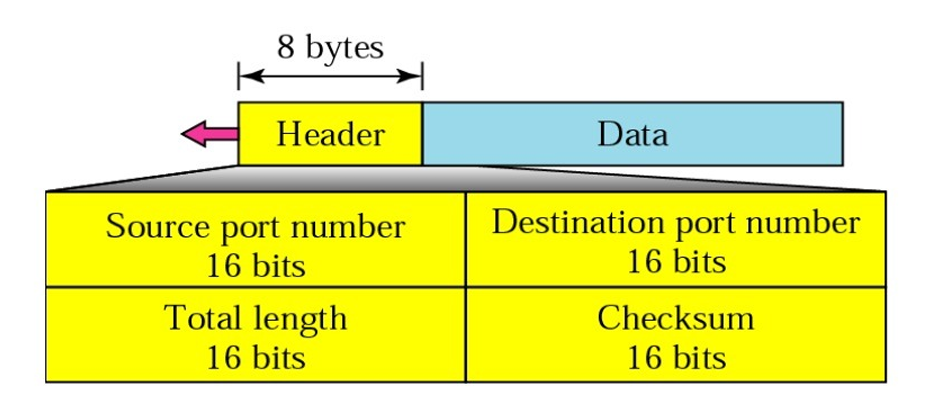 8 bytes
Header
Data
Source port number
16 bits
Destination port number
16 bits
Total length
16 bits
Checksum
16 bits